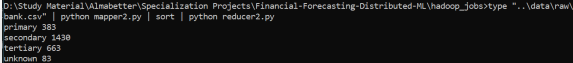 D:\Study Material\Almabetter\Specialization Projects\Financial-Forecasting-Distributed-ML\hadoop_jobs>type "..\data\raw\
bank.csv" | python mapper2.py | sort | python reducer2.py
primary 383
secondary 1430
tertiary 663
unknown 83